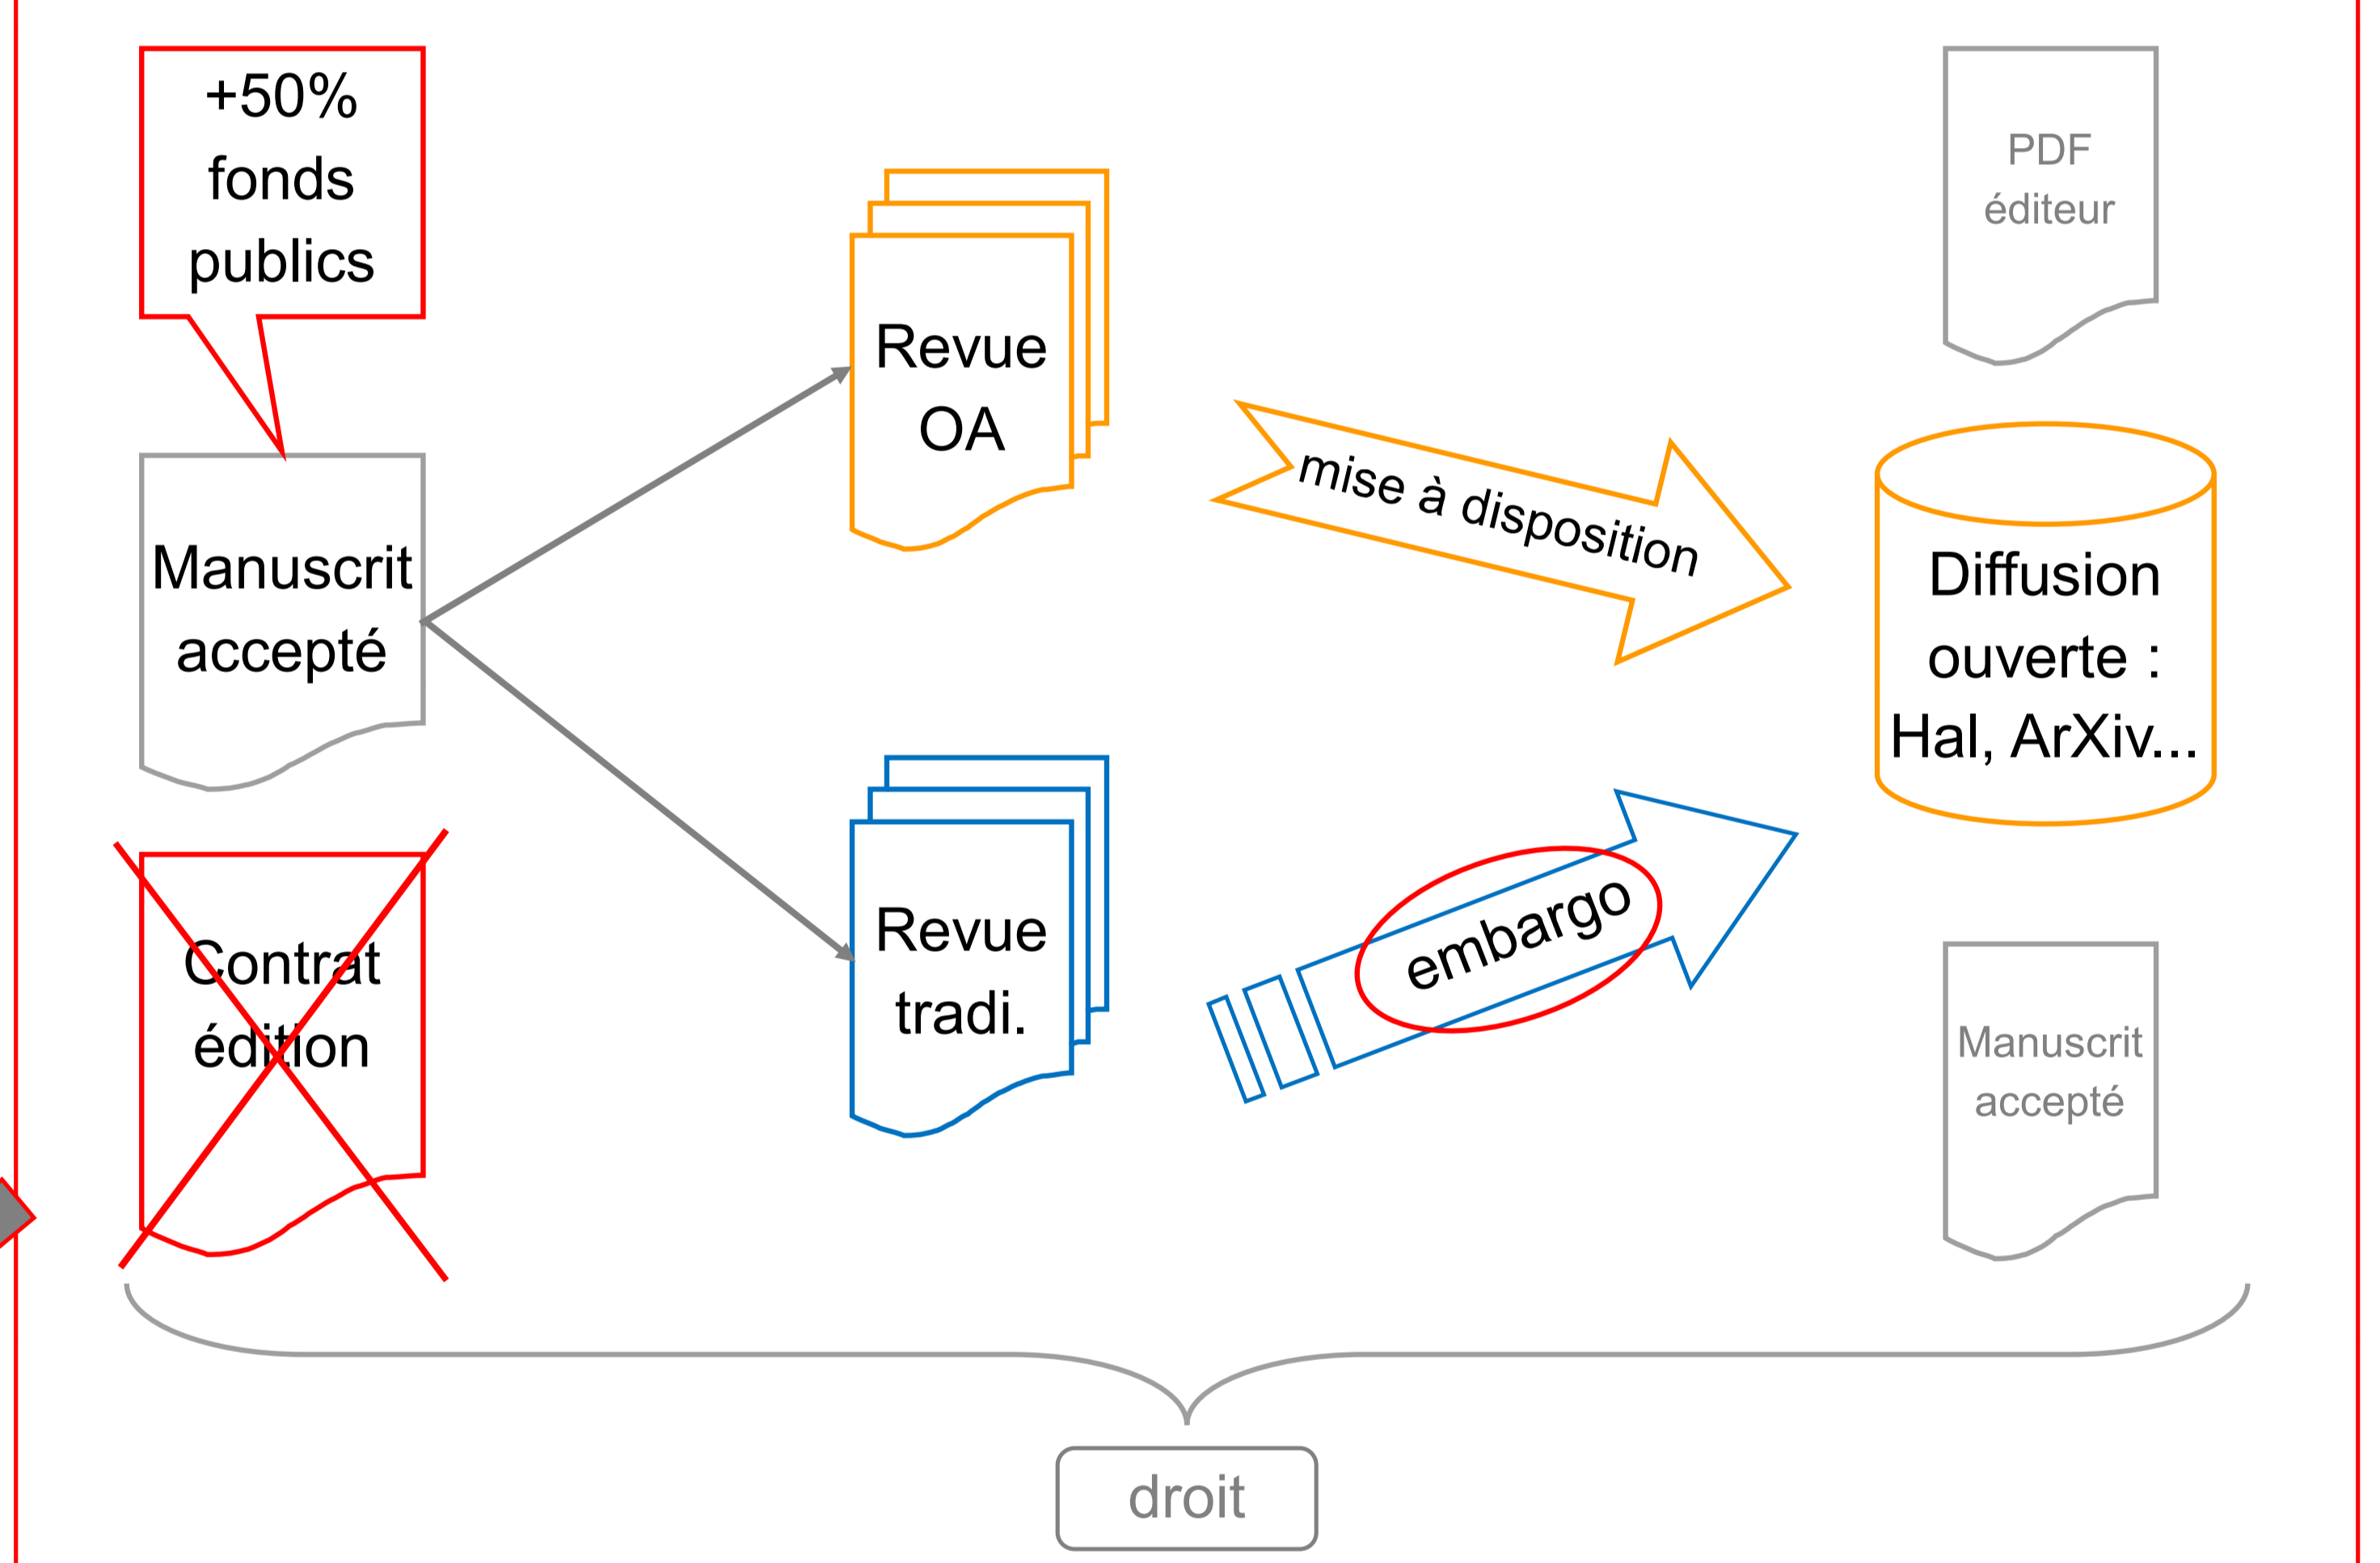 +50%
fonds
publics
Manuscrit
accepté
Contrat
édition
Revue
OA
Revue
tradi.
mise à disposition
embargo
PDF
éditeur
Diffusion
ouverte :
Hal, ArXiv...
Manuscrit
accepté
droit